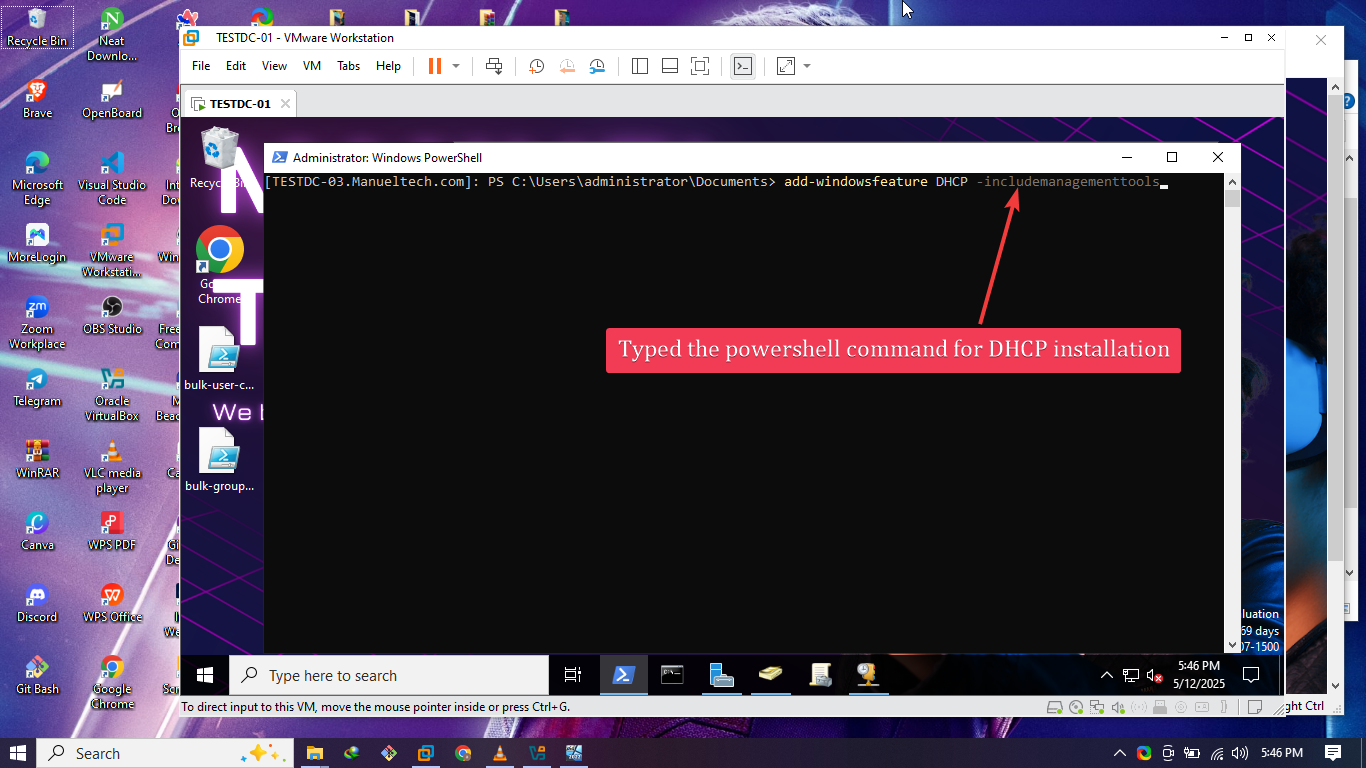 TESTDC-01 - VMware Workstation
File Edit View VM Tabs Help
TESTDC-01
Administrator: Windows PowerShell
[TESTDC-03.Manueltech.com]: PS C:\Users\administrator\Documents> add-windowsfeature DHCP -includemanagementtools
Typed the powershell command for DHCP installation
Recycle Bin
Neat
Downlo...
Brave
OpenBoard
Microsoft
Edge
Visual Studio
Code
MoreLogin
VMware
Workstati...
Zoom
Workplace
OBS Studio
Telegram
Oracle
VirtualBox
WinRAR
VLC media
player
Canva
WPS PDF
Discord
WPS Office
Git Bash
Google
Chrome
Chrome
bulk-user-c...
We
bulk-group...
69 days
07-1500
Type here to search
5:46 PM
5/12/2025
To direct input to this VM, move the mouse pointer inside or press Ctrl+G.
Ctrl
Search
5:46 PM